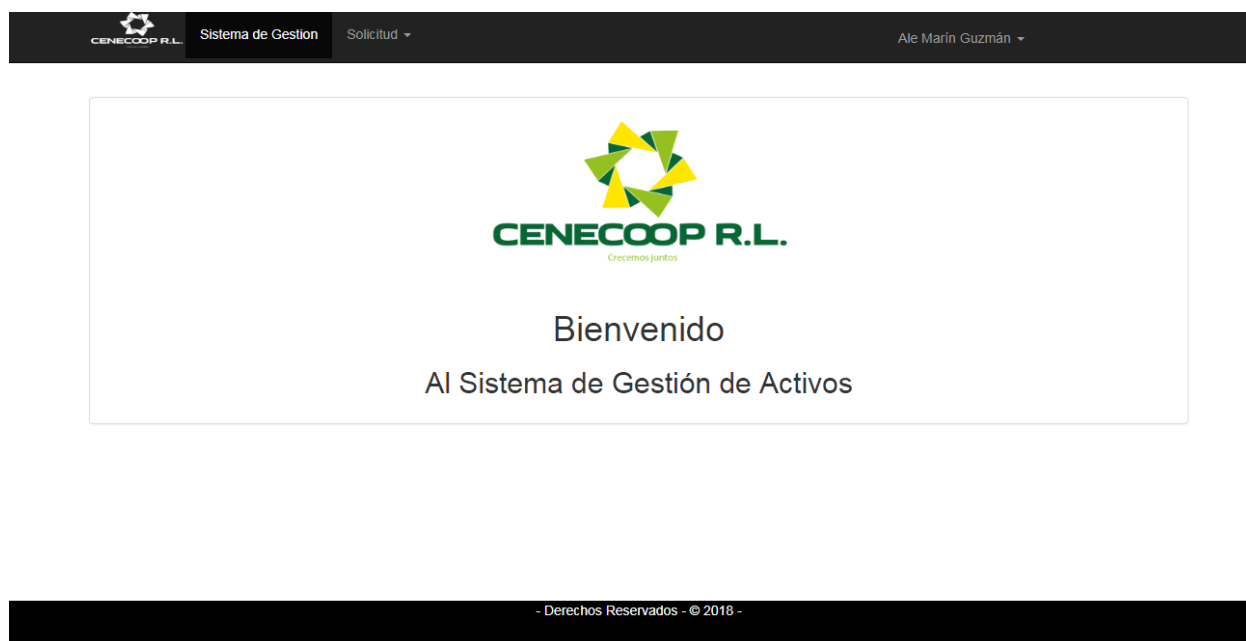 CENECOOP R.L.
Sistema de Gestion
Solicitud
Ale Marín Guzmán
CENECOOP R.L.
Crecemos juntos
Bienvenido
Al Sistema de Gestión de Activos
- Derechos Reservados - © 2018 -